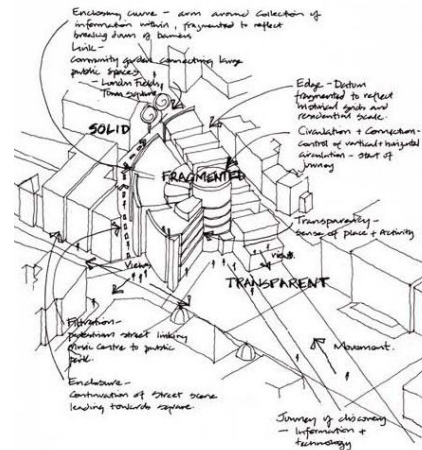 Enclosing curve - arm around collection of
information within, fragmented to reflect
breaking down of barriers
Link -
community garden connecting large
public spaces
- London Fields,
Town square
Edge - Datum
fragmented to reflect
historical grids and
residential scale.
Circulation + Connection -
control of vertical + horizontal
circulation - start of
journey
SOLID
FRAGMENTED
Transparency -
sense of place + Activity
views
views.
TRANSPARENT
Filtration -
pedestrian street linking
music centre to public
Movement.
Enclosure -
continuation of street scene
leading towards square.
Journey of discovery
- Information +
technology